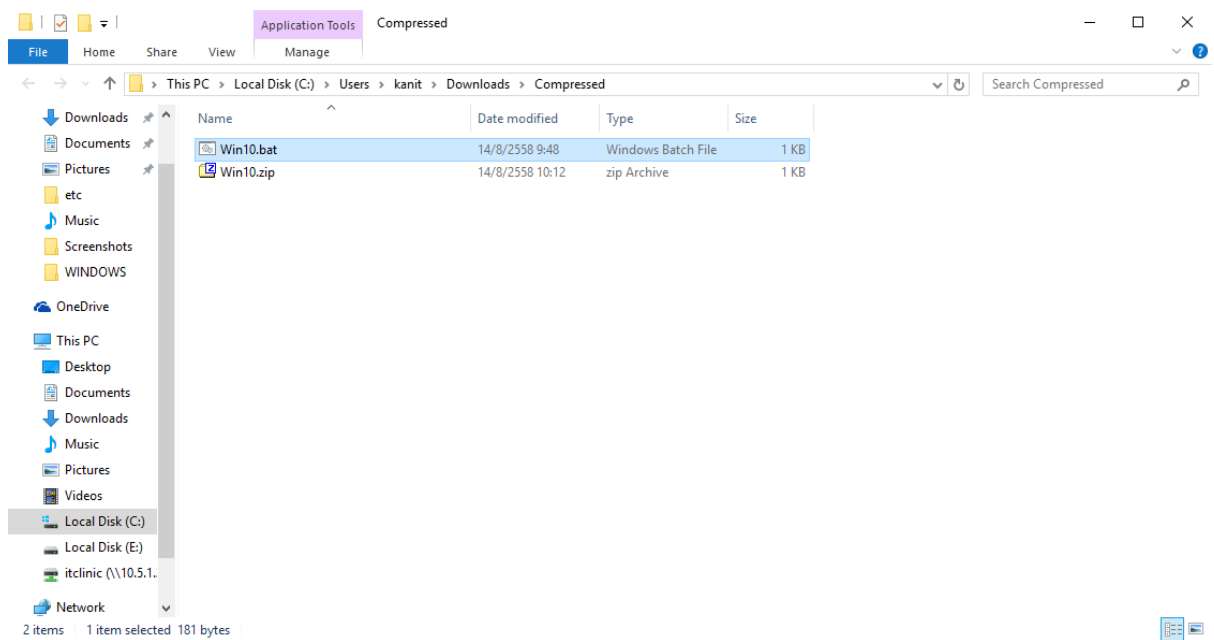 Application Tools Compressed
File Home Share View Manage
This PC Local Disk (C:) Users kanit Downloads Compressed Search Compressed
Downloads
Documents
Pictures
etc
Music
Screenshots
WINDOWS
OneDrive
This PC
Desktop
Documents
Downloads
Music
Pictures
Videos
Local Disk (C:)
Local Disk (E:)
itclinic (\\10.5.1..
Network
Name Date modified Type Size
Win10.bat 14/8/2558 9:48 Windows Batch File 1 KB
Win10.zip 14/8/2558 10:12 zip Archive 1 KB
2 items 1 item selected 181 bytes